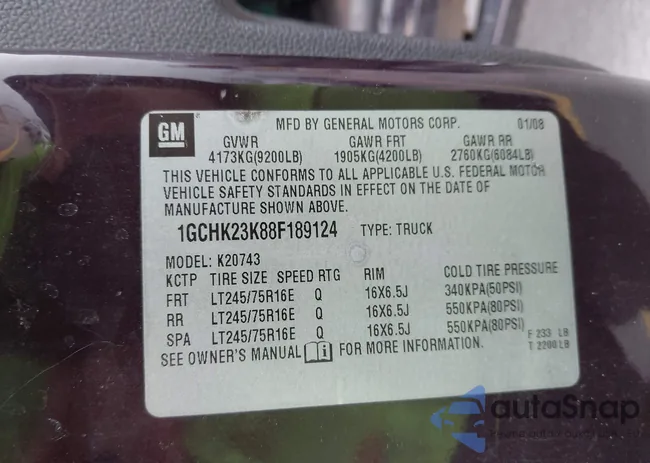 GM MFD BY GENERAL MOTORS CORP. 01/08
GVWR GAWR FRT GAWR RR
4173KG(9200LB) 1905KG(4200LB) 2760KG(6084LB)
THIS VEHICLE CONFORMS TO ALL APPLICABLE U.S. FEDERAL MOTOR
VEHICLE SAFETY STANDARDS IN EFFECT ON THE DATE OF
MANUFACTURE SHOWN ABOVE.
1GCHK23K88F189124 TYPE: TRUCK
MODEL: K20743
KCTP TIRE SIZE SPEED RTG RIM COLD TIRE PRESSURE
FRT LT245/75R16E Q 16X6.5J 340KPA(50PSI)
RR LT245/75R16E Q 16X6.5J 550KPA(80PSI)
SPA LT245/75R16E Q 16X6.5J 550KPA(80PSI)
F 233 LB
SEE OWNER'S MANUAL i FOR MORE INFORMATION. T 2200 LB
autoSnap